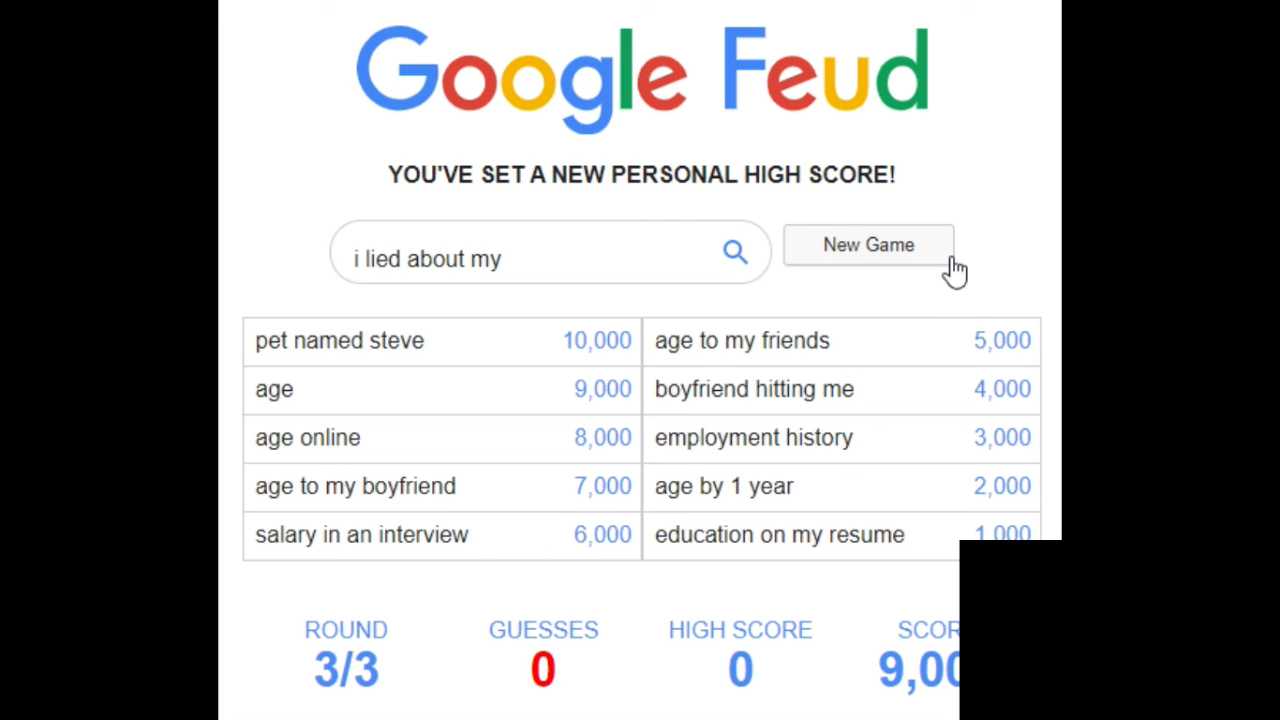 Google Feud
YOU'VE SET A NEW PERSONAL HIGH SCORE!
i lied about my
New Game
pet named steve 10,000
age to my friends 5,000
age 9,000
boyfriend hitting me 4,000
age online 8,000
employment history 3,000
age to my boyfriend 7,000
age by 1 year 2,000
salary in an interview 6,000
education on my resume 1,000
ROUND GUESSES HIGH SCORE
3/3 0 0